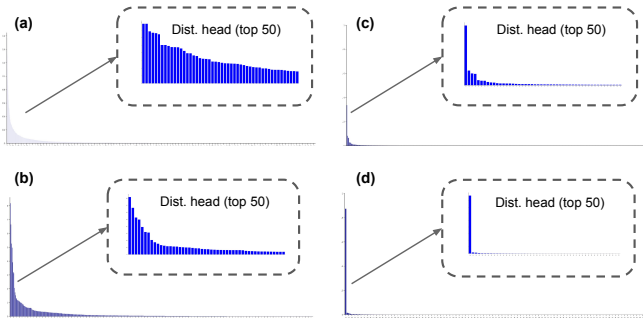 (a)
Dist. head (top 50)
(c)
Dist. head (top 50)
(b)
Dist. head (top 50)
(d)
Dist. head (top 50)